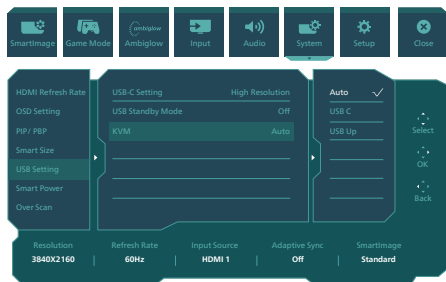 SmartImage Game Mode ambiglow Ambiglow Input Audio System Setup Close
HDMI Refresh Rate USB-C Setting High Resolution Auto
OSD Setting USB Standby Mode Off USB C
PIP/ PBP KVM Auto USB Up Select
Smart Size
OK
USB Setting
Smart Power Back
Over Scan
Resolution Refresh Rate Input Source Adaptive Sync SmartImage
3840X2160 60Hz HDMI 1 Off Standard